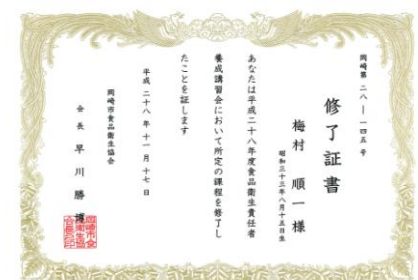 岡崎第 二八―一四五 号
修了証書
梅村 順一 様
昭和三十三年八月十五日生
あなたは平成二十八年度食品衛生責任者
養成講習会において所定の課程を修了し
たことを証します
平成 二十八 年 十一 月 十七 日
岡崎市食品衛生協会
会長 早川 勝博